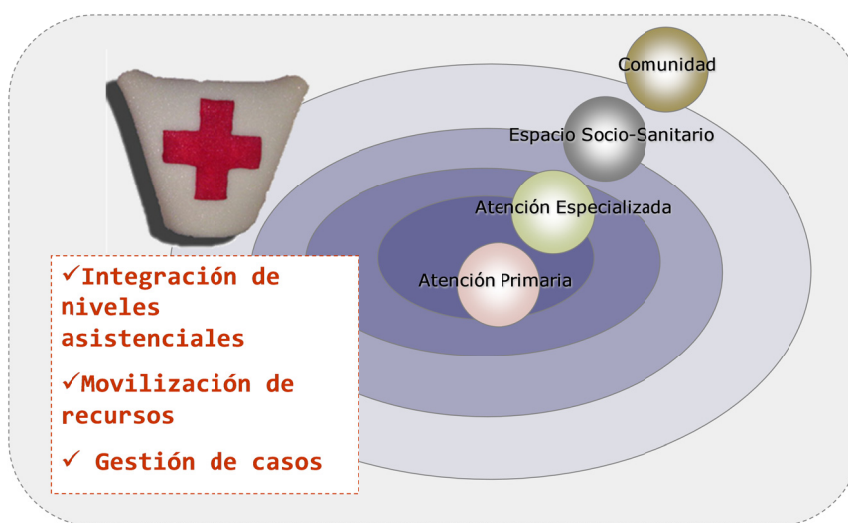 Comunidad
Espacio Socio-Sanitario
Atención Especializada
Atención Primaria
✓Integración de
niveles
asistenciales
✓Movilización de
recursos
✓ Gestión de casos